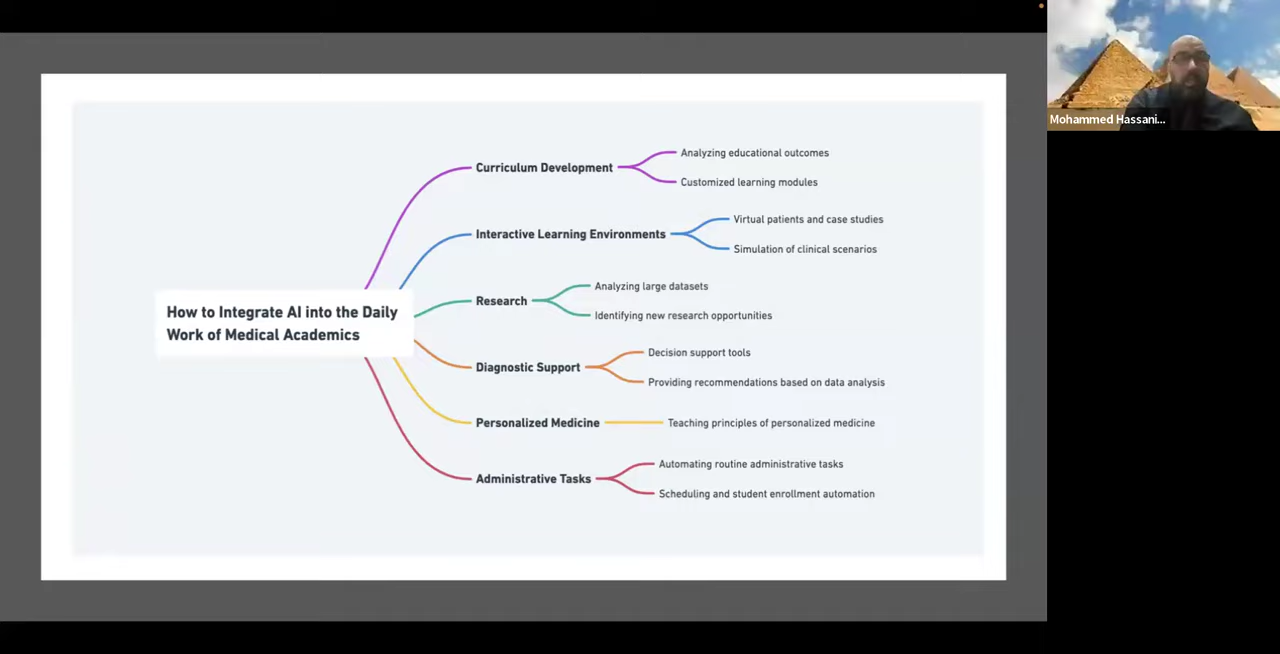 Mohammed Hassani...
How to Integrate AI into the Daily
Work of Medical Academics
Curriculum Development
Analyzing educational outcomes
Customized learning modules
Interactive Learning Environments
Virtual patients and case studies
Simulation of clinical scenarios
Research
Analyzing large datasets
Identifying new research opportunities
Diagnostic Support
Decision support tools
Providing recommendations based on data analysis
Personalized Medicine
Teaching principles of personalized medicine
Administrative Tasks
Automating routine administrative tasks
Scheduling and student enrollment automation